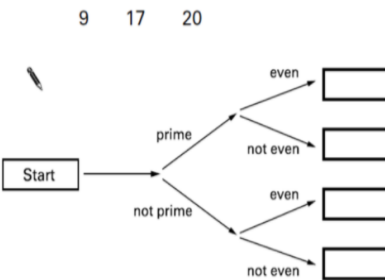 9 17 20
even
prime
not even
Start
even
not prime
not even